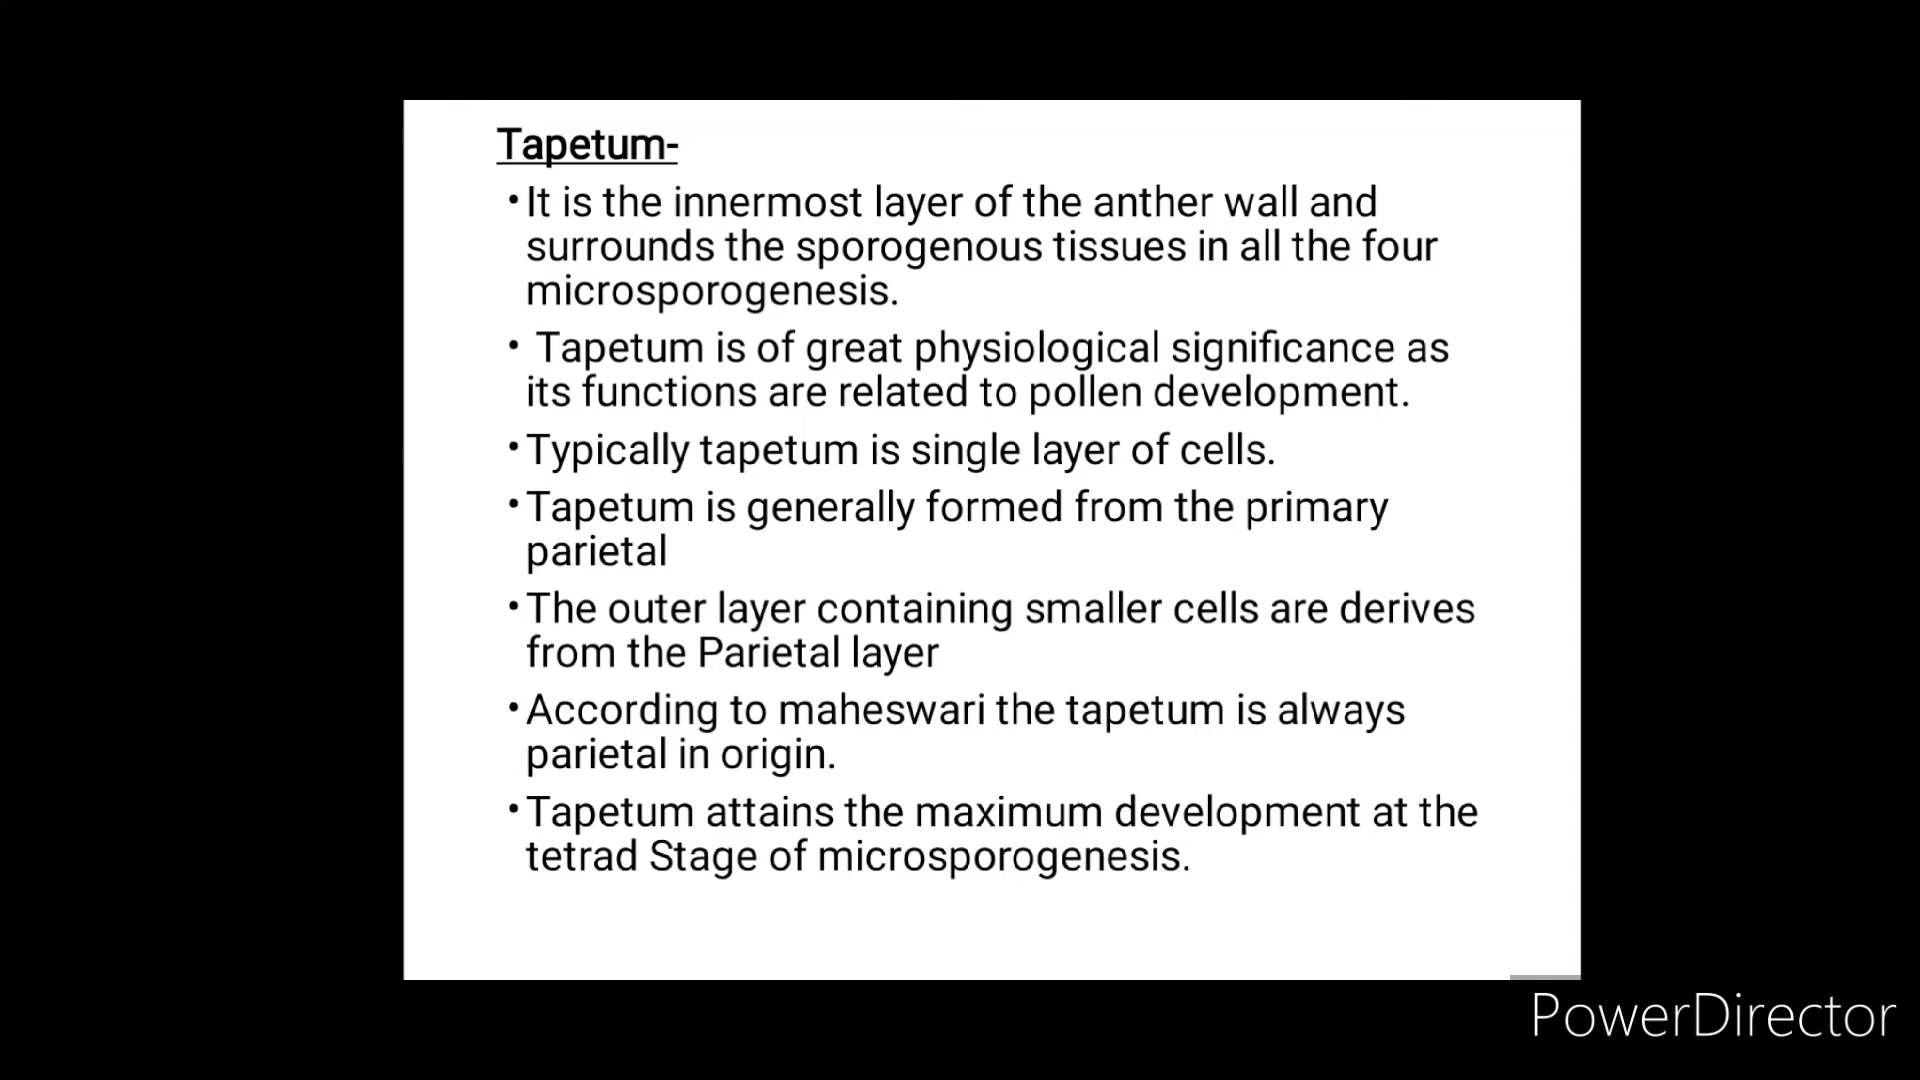 Tapetum-
•It is the innermost layer of the anther wall and
surrounds the sporogenous tissues in all the four
microsporogenesis.
• Tapetum is of great physiological significance as
its functions are related to pollen development.
•Typically tapetum is single layer of cells.
•Tapetum is generally formed from the primary
parietal
•The outer layer containing smaller cells are derives
from the Parietal layer
•According to maheswari the tapetum is always
parietal in origin.
•Tapetum attains the maximum development at the
tetrad Stage of microsporogenesis.
PowerDirector